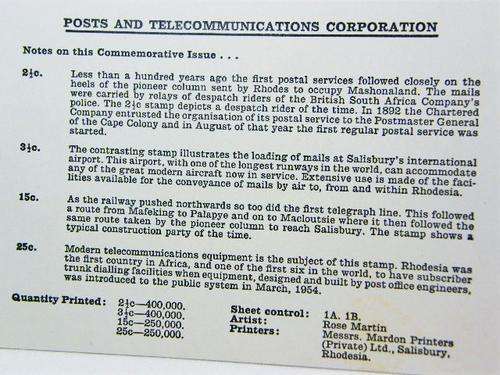 POSTS AND TELECOMMUNICATIONS CORPORATION
Notes on this Commemorative Issue . . .
2½c. Less than a hundred years ago the first postal services followed closely on the
heels of the pioneer column sent by Rhodes to occupy Mashonaland. The mails
were carried by relays of despatch riders of the British South Africa Company's
police. The 2½c stamp depicts a despatch rider of the time. In 1892 the Chartered
Company entrusted the organisation of its postal service to the Postmaster General
of the Cape Colony and in August of that year the first regular postal service was
started.
3½c. The contrasting stamp illustrates the loading of mails at Salisbury's international
airport. This airport, with one of the longest runways in the world, can accommodate
any of the great modern aircraft now in service. Extensive use is made of the faci-
lities available for the conveyance of mails by air to, from and within Rhodesia.
15c. As the railway pushed northwards so too did the first telegraph line. This followed
a route from Mafeking to Palapye and on to Macloutsie where it then followed the
same route taken by the pioneer column to reach Salisbury. The stamp shows a
typical construction party of the time.
25c. Modern telecommunications equipment is the subject of this stamp. Rhodesia was
the first country in Africa, and one of the first six in the world, to have subscriber
trunk dialling facilities when equipment, designed and built by post office engineers,
was introduced to the public system in March, 1954.
Quantity Printed: 2½c—400,000.
3½c—400,000.
15c—250,000.
25c—250,000.
Sheet control: 1A. 1B.
Artist: Rose Martin
Printers: Messrs. Mardon Printers
(Private) Ltd., Salisbury,
Rhodesia.